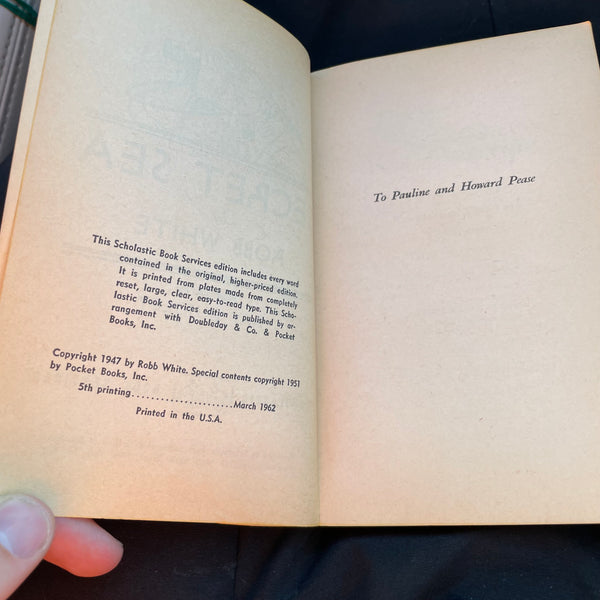 This Scholastic Book Services edition includes every word
contained in the original, higher-priced edition.
It is printed from plates made from completely
reset, large, clear, easy-to-read type. This Scho-
lastic Book Services edition is published by ar-
rangement with Doubleday & Co. & Pocket
Books, Inc.
Copyright 1947 by Robb White. Special contents copyright 1951
by Pocket Books, Inc.
5th printing......................March 1962
Printed in the U.S.A.
To Pauline and Howard Pease